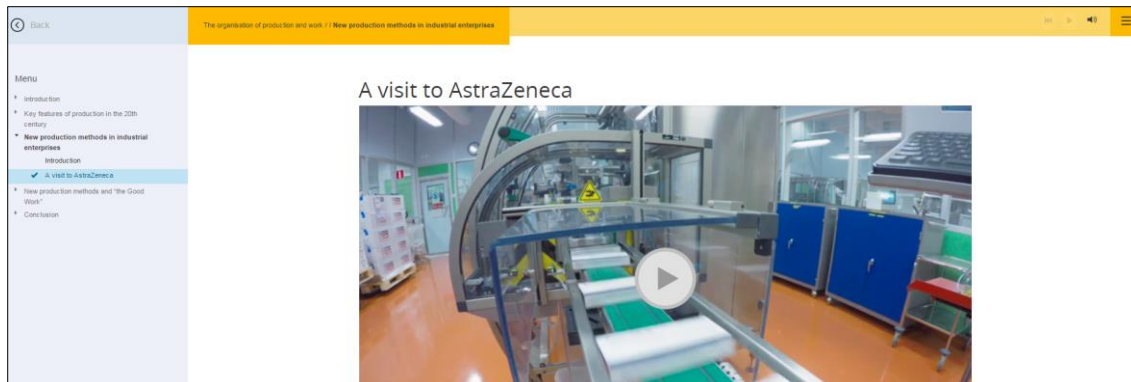 Back
The organisation of production and work / / New production methods in industrial enterprises
A visit to AstraZeneca
Menu
Introduction
Key features of production in the 20th
century
New production methods in industrial
enterprises
Introduction
A visit to AstraZeneca
New production methods and "the Good
Work"
Conclusion